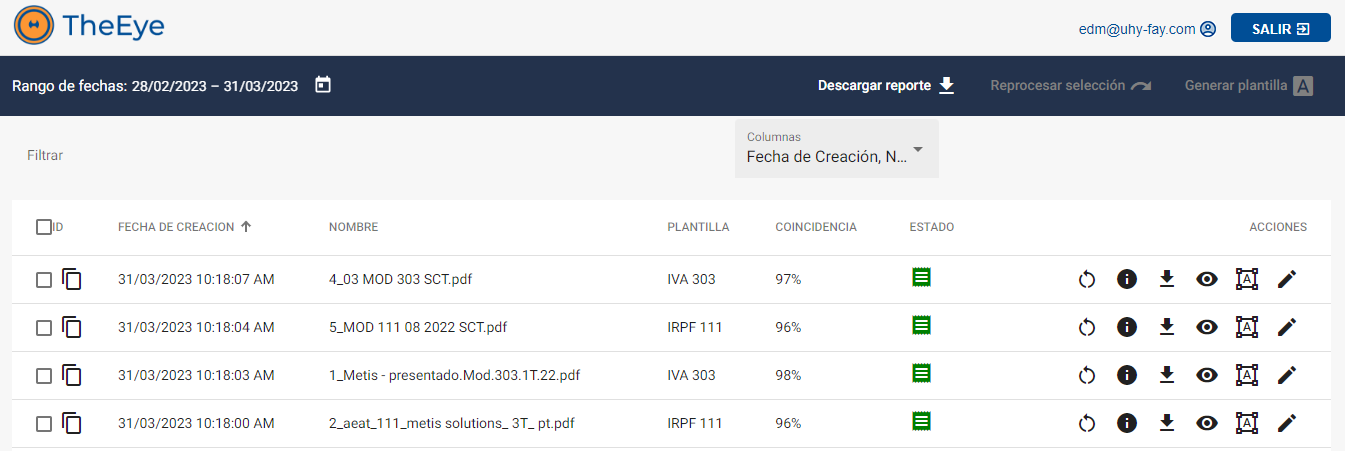 TheEye
edm@uhy-fay.com SALIR
Rango de fechas: 28/02/2023 – 31/03/2023 Descargar reporte Reprocesar selección Generar plantilla A
Columnas
Filtrar Fecha de Creación, N...
ID FECHA DE CREACION NOMBRE PLANTILLA COINCIDENCIA ESTADO ACCIONES
31/03/2023 10:18:07 AM 4_03 MOD 303 SCT.pdf IVA 303 97% A
31/03/2023 10:18:04 AM 5_MOD 111 08 2022 SCT.pdf IRPF 111 96% A
31/03/2023 10:18:03 AM 1_Metis - presentado.Mod.303.1T.22.pdf IVA 303 98% A
31/03/2023 10:18:00 AM 2_aeat_111_metis solutions_ 3T_ pt.pdf IRPF 111 96% A